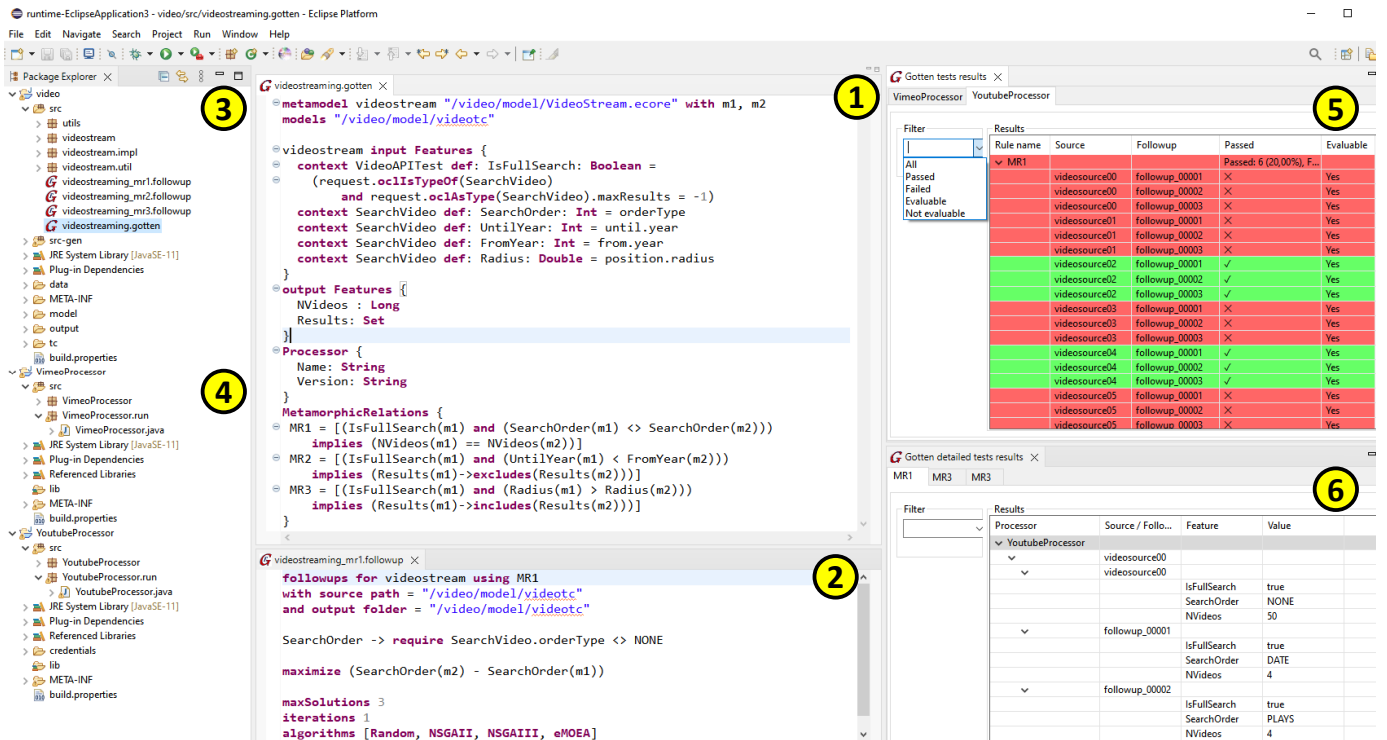 runtime-EclipseApplication3 - video/src/videostreaming.gotten - Eclipse Platform
File Edit Navigate Search Project Run Window Help
Package Explorer
3
video
src
utils
videostream
videostream.impl
videostream.util
videostreaming_mr1.followup
videostreaming_mr2.followup
videostreaming_mr3.followup
videostreaming.gotten
src-gen
JRE System Library [JavaSE-11]
Plug-in Dependencies
data
META-INF
model
output
tc
build.properties
4
VimeoProcessor
src
VimeoProcessor
VimeoProcessor.run
VimeoProcessor.java
JRE System Library [JavaSE-11]
Plug-in Dependencies
Referenced Libraries
lib
META-INF
build.properties
YoutubeProcessor
src
YoutubeProcessor
YoutubeProcessor.run
YoutubeProcessor.java
JRE System Library [JavaSE-11]
Plug-in Dependencies
Referenced Libraries
credentials
lib
META-INF
build.properties
videostreaming.gotten
1
metamodel videostream "/video/model/VideoStream.ecore" with m1, m2
models "/video/model/videotc"
videostream input Features {
context VideoAPITest def: IsFullSearch: Boolean =
(request.oclIsTypeOf(SearchVideo)
and request.oclAsType(SearchVideo).maxResults = -1)
context SearchVideo def: SearchOrder: Int = orderType
context SearchVideo def: UntilYear: Int = until.year
context SearchVideo def: FromYear: Int = from.year
context SearchVideo def: Radius: Double = position.radius
}
output Features {
NVideos : Long
Results: Set
}
Processor {
Name: String
Version: String
}
MetamorphicRelations {
MR1 = [(IsFullSearch(m1) and (SearchOrder(m1) <> SearchOrder(m2)))
implies (NVideos(m1) == NVideos(m2))]
MR2 = [(IsFullSearch(m1) and (UntilYear(m1) < FromYear(m2)))
implies (Results(m1)->excludes(Results(m2)))]
MR3 = [(IsFullSearch(m1) and (Radius(m1) > Radius(m2)))
implies (Results(m1)->includes(Results(m2)))]
}
videostreaming_mr1.followup
2
followups for videostream using MR1
with source path = "/video/model/videotc"
and output folder = "/video/model/videotc"
SearchOrder -> require SearchVideo.orderType <> NONE
maximize (SearchOrder(m2) - SearchOrder(m1))
maxSolutions 3
iterations 1
algorithms [Random, NSGAII, NSGAIII, eMOEA]
Gotten tests results
VimeoProcessor YoutubeProcessor
5
Filter
All
Passed
Failed
Evaluable
Not evaluable
Results
Rule name Source Followup Passed Evaluable
MR1 Passed: 6 (20,00%), F...
videosource00 followup_00001 ✕ Yes
videosource00 followup_00002 ✕ Yes
videosource00 followup_00003 ✕ Yes
videosource01 followup_00001 ✕ Yes
videosource01 followup_00002 ✕ Yes
videosource01 followup_00003 ✕ Yes
videosource02 followup_00001 ✓ Yes
videosource02 followup_00002 ✓ Yes
videosource02 followup_00003 ✓ Yes
videosource03 followup_00001 ✕ Yes
videosource03 followup_00002 ✕ Yes
videosource03 followup_00003 ✕ Yes
videosource04 followup_00001 ✓ Yes
videosource04 followup_00002 ✓ Yes
videosource04 followup_00003 ✓ Yes
videosource05 followup_00001 ✕ Yes
videosource05 followup_00002 ✕ Yes
videosource05 followup_00003 ✕ Yes
Gotten detailed tests results
MR1 MR3 MR3
6
Filter
Results
Processor Source / Follo... Feature Value
YoutubeProcessor
videosource00
videosource00
IsFullSearch true
SearchOrder NONE
NVideos 50
followup_00001
IsFullSearch true
SearchOrder DATE
NVideos 4
followup_00002
IsFullSearch true
SearchOrder PLAYS
NVideos 4